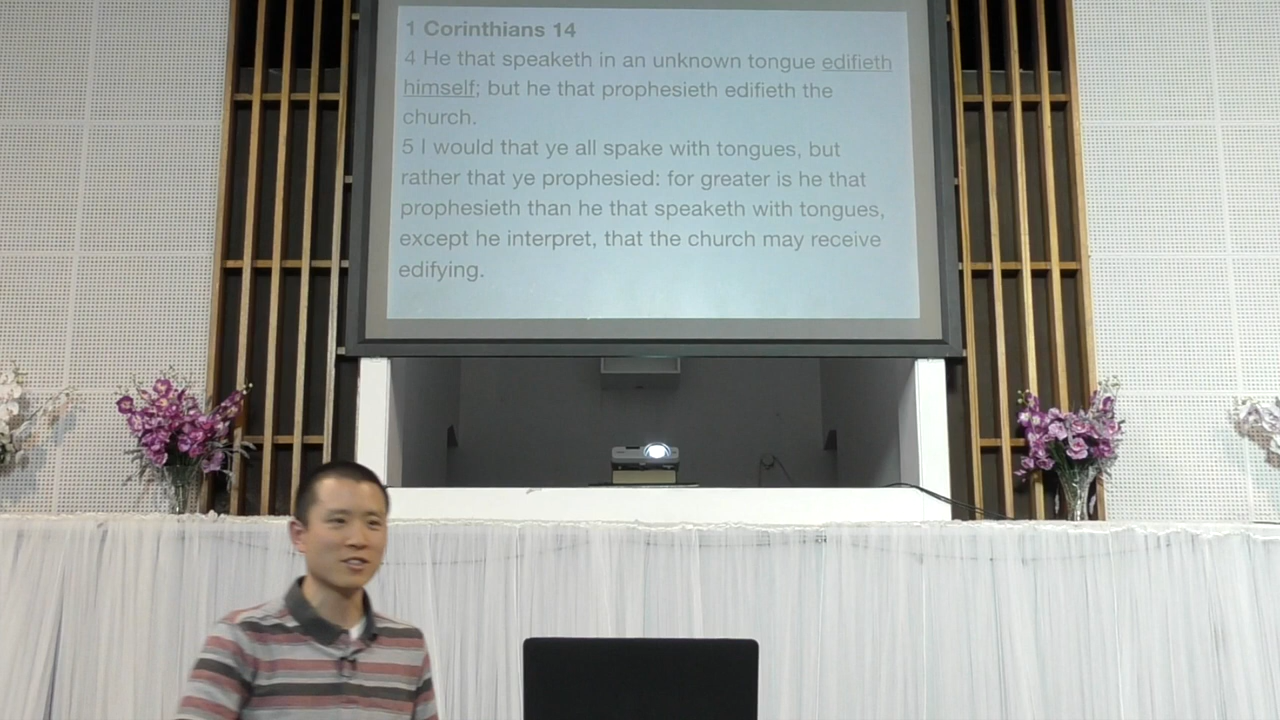 1 Corinthians 14
4 He that speaketh in an unknown tongue edifieth
himself; but he that prophesieth edifieth the
church.
5 I would that ye all spake with tongues, but
rather that ye prophesied: for greater is he that
prophesieth than he that speaketh with tongues,
except he interpret, that the church may receive
edifying.